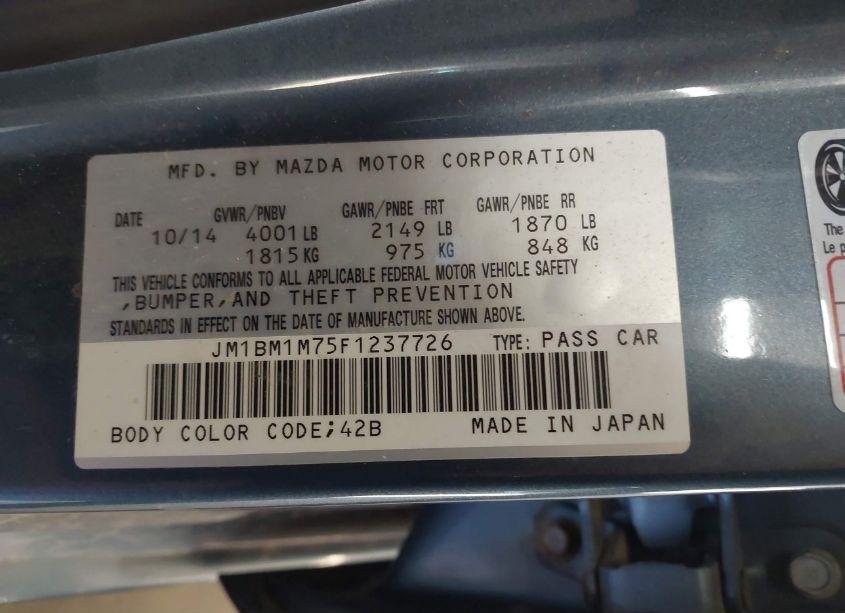 MFD. BY MAZDA MOTOR CORPORATION
DATE GVWR/PNBV GAWR/PNBE FRT GAWR/PNBE RR
10/14 4001 LB 2149 LB 1870 LB
1815 KG 975 KG 848 KG
THIS VEHICLE CONFORMS TO ALL APPLICABLE FEDERAL MOTOR VEHICLE SAFETY
,BUMPER,AND THEFT PREVENTION
STANDARDS IN EFFECT ON THE DATE OF MANUFACTURE SHOWN ABOVE.
JM1BM1M75F1237726 TYPE: PASS CAR
BODY COLOR CODE;42B MADE IN JAPAN
The
Le p